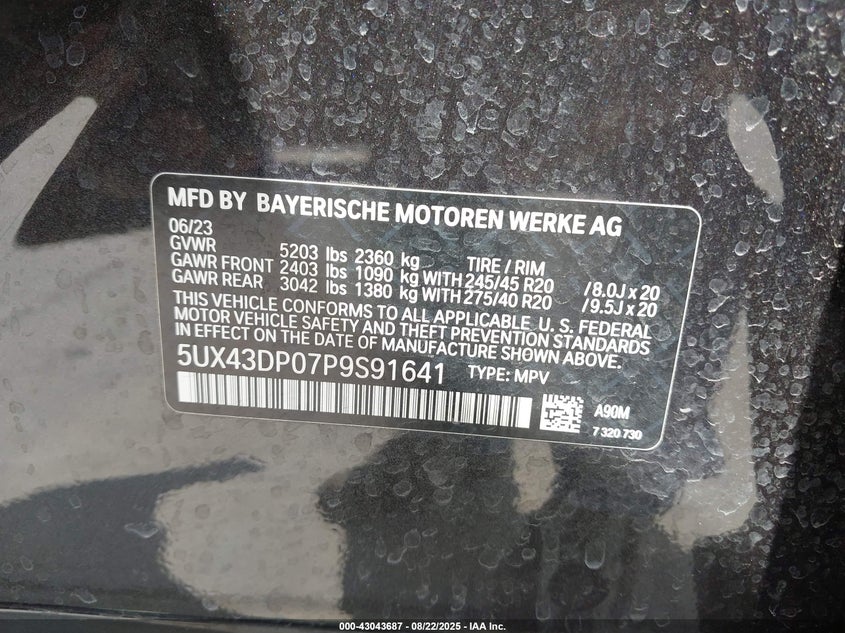 MFD BY BAYERISCHE MOTOREN WERKE AG
06/23
GVWR 5203 lbs 2360 kg TIRE / RIM
GAWR FRONT 2403 lbs 1090 kg WITH 245/45 R20 /8.0J x 20
GAWR REAR 3042 lbs 1380 kg WITH 275/40 R20 /9.5J x 20
THIS VEHICLE CONFORMS TO ALL APPLICABLE U. S. FEDERAL
MOTOR VEHICLE SAFETY AND THEFT PREVENTION STANDARDS
IN EFFECT ON THE DATE OF MANUFACTURE SHOWN ABOVE.
5UX43DP07P9S91641 TYPE: MPV
A90M
7 320 730
000-43043687 - 08/22/2025 - IAA Inc.